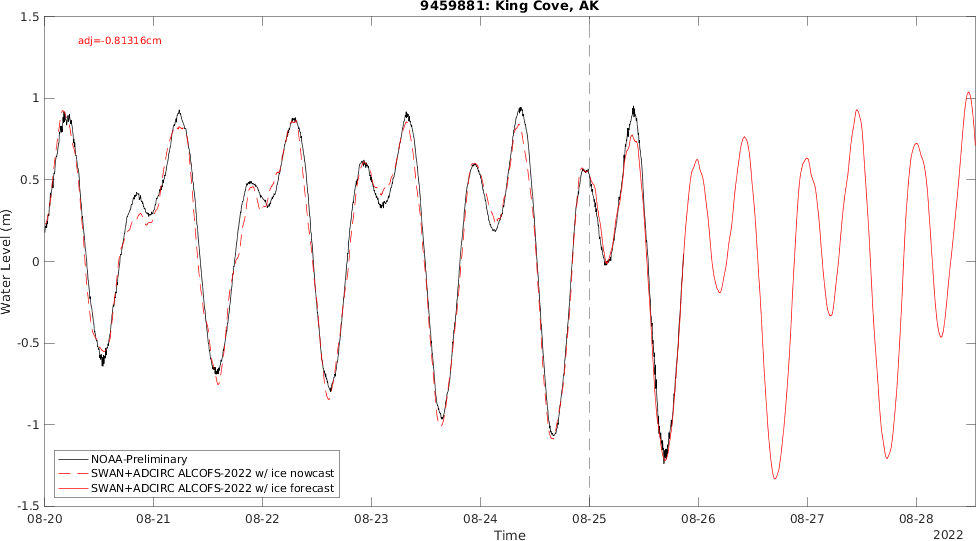 9459881: King Cove, AK
adj=-0.81316cm
1.5
1
0.5
0
-0.5
-1
-1.5
Water Level (m)
NOAA-Preliminary
SWAN+ADCIRC ALCOFS-2022 w/ ice nowcast
SWAN+ADCIRC ALCOFS-2022 w/ ice forecast
08-20 08-21 08-22 08-23 08-24 08-25 08-26 08-27 08-28
Time
2022